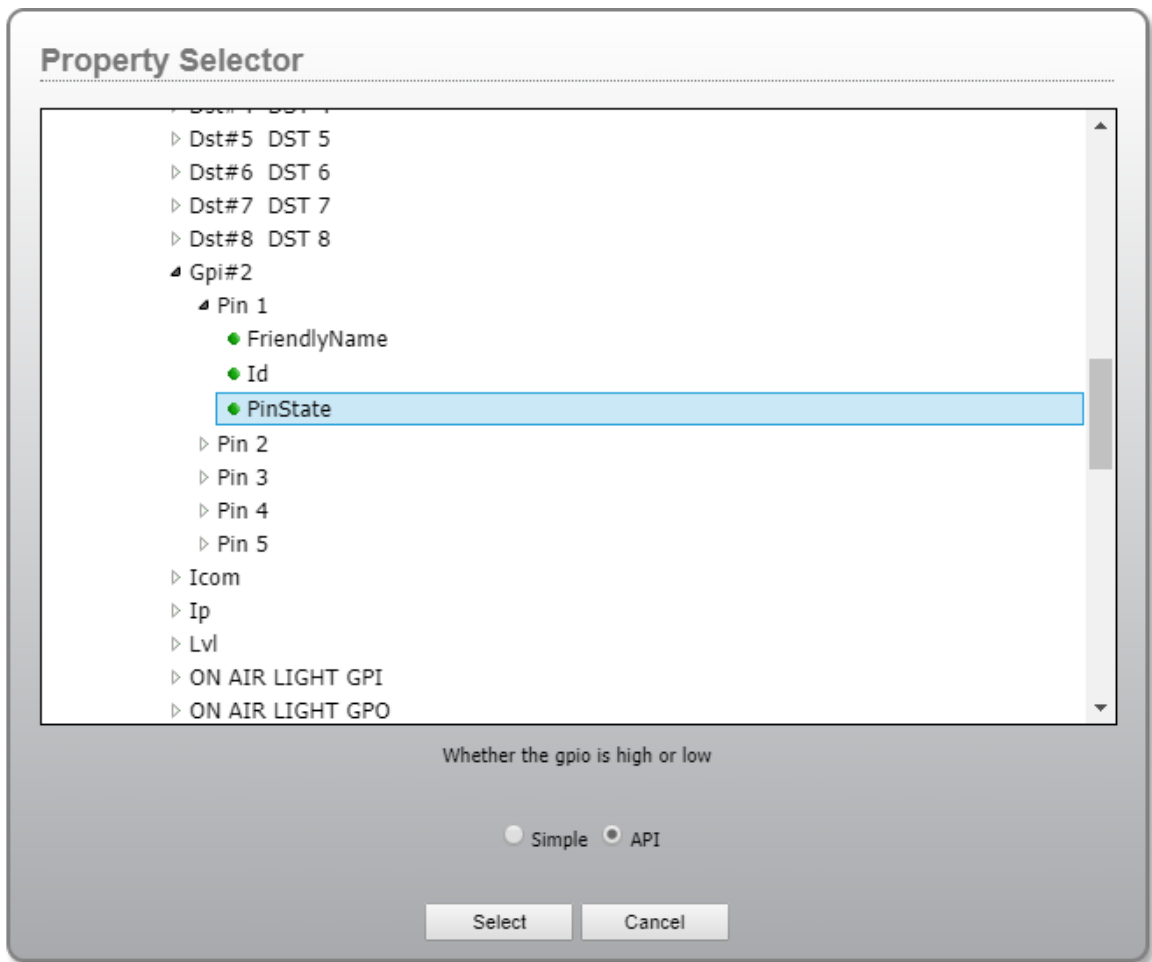 Property Selector
Dst#5 DST 5
Dst#6 DST 6
Dst#7 DST 7
Dst#8 DST 8
Gpi#2
Pin 1
FriendlyName
Id
PinState
Pin 2
Pin 3
Pin 4
Pin 5
Icom
Ip
Lvl
ON AIR LIGHT GPI
ON AIR LIGHT GPO
Whether the gpio is high or low
Simple API
Select Cancel